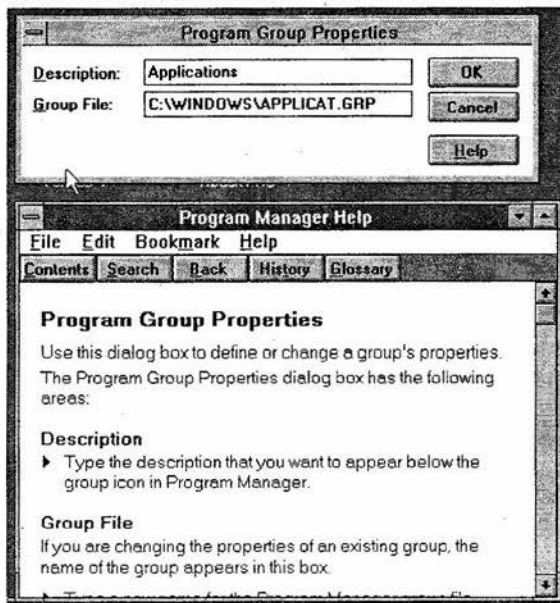 Program Group Properties
Description: Applications OK
Group File: C:\WINDOWS\APPLICAT.GRP Cancel
Help
Program Manager Help
File Edit Bookmark Help
Contents Search Back History Glossary
Program Group Properties
Use this dialog box to define or change a group's properties.
The Program Group Properties dialog box has the following
areas:
Description
Type the description that you want to appear below the
group icon in Program Manager.
Group File
If you are changing the properties of an existing group, the
name of the group appears in this box.